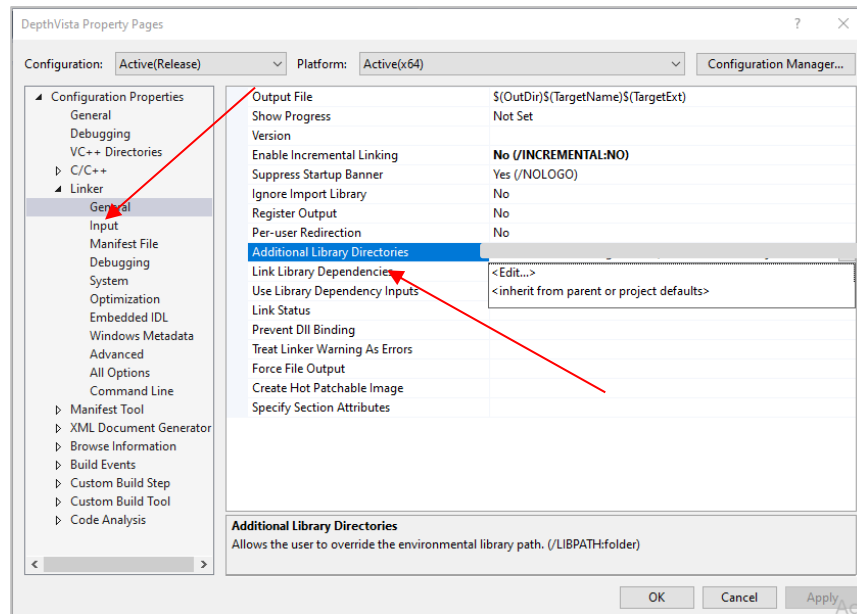 DepthVista Property Pages
Configuration: Active(Release) Platform: Active(x64) Configuration Manager...
Configuration Properties
General
Debugging
VC++ Directories
C/C++
Linker
General
Input
Manifest File
Debugging
System
Optimization
Embedded IDL
Windows Metadata
Advanced
All Options
Command Line
Manifest Tool
XML Document Generator
Browse Information
Build Events
Custom Build Step
Custom Build Tool
Code Analysis
Output File $(OutDir)$(TargetName)$(TargetExt)
Show Progress Not Set
Version
Enable Incremental Linking No (/INCREMENTAL:NO)
Suppress Startup Banner Yes (/NOLOGO)
Ignore Import Library No
Register Output No
Per-user Redirection No
Additional Library Directories
Link Library Dependencies <Edit...>
Use Library Dependency Inputs <inherit from parent or project defaults>
Link Status
Prevent Dll Binding
Treat Linker Warning As Errors
Force File Output
Create Hot Patchable Image
Specify Section Attributes
Additional Library Directories
Allows the user to override the environmental library path. (/LIBPATH:folder)
OK Cancel Apply